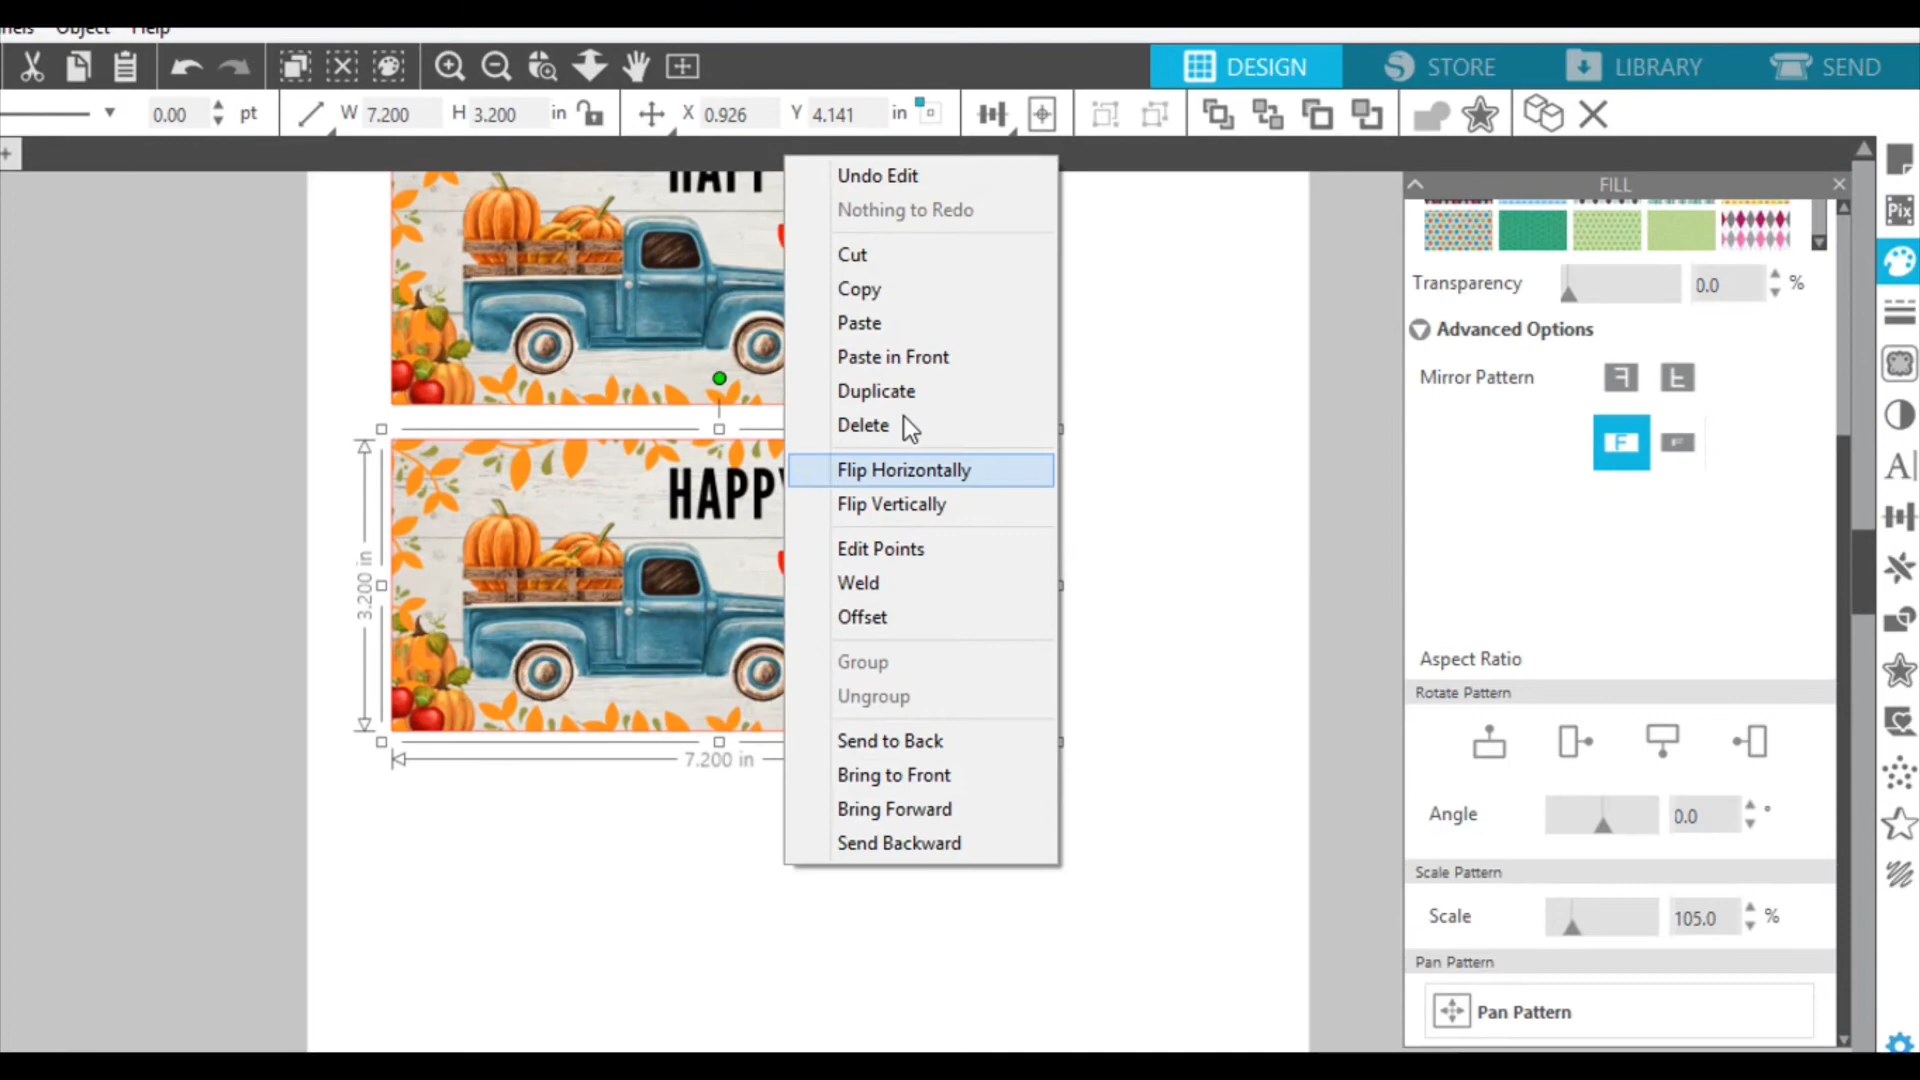 Object Help
DESIGN STORE LIBRARY SEND
0.00 pt W 7.200 H 3.200 in X 0.926 Y 4.141 in
FILL
Pix
Undo Edit
Nothing to Redo
Cut
Copy
Paste
Paste in Front
Duplicate
Delete
Flip Horizontally
Flip Vertically
Edit Points
Weld
Offset
Group
Ungroup
Send to Back
Bring to Front
Bring Forward
Send Backward
HAPPY
HAPPY
3.200 in
7.200 in
Transparency 0.0 %
Advanced Options
Mirror Pattern
Aspect Ratio
Rotate Pattern
Angle 0.0 °
Scale Pattern
Scale 105.0 %
Pan Pattern
Pan Pattern